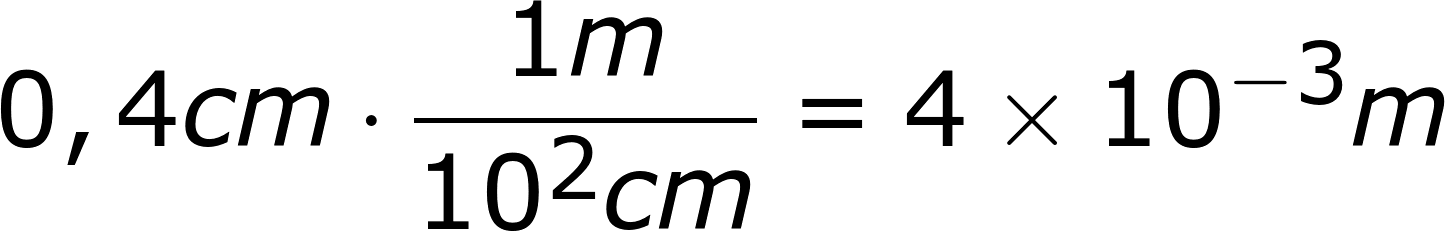 0,4cm · 1m / 10²cm = 4 × 10⁻³m